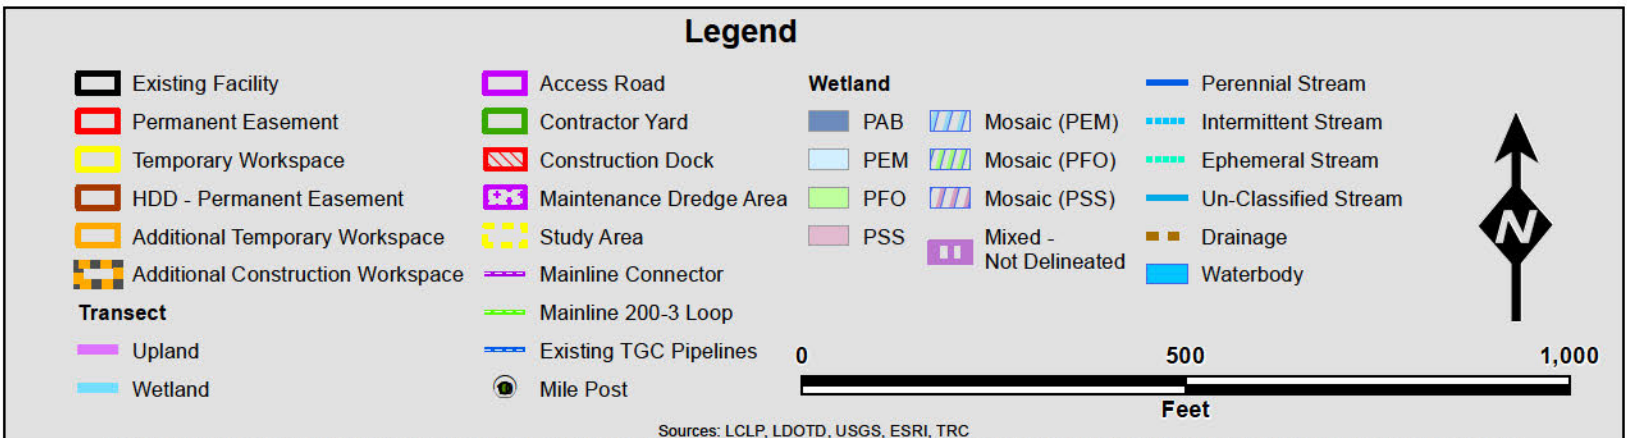 Legend
Existing Facility
Permanent Easement
Temporary Workspace
HDD - Permanent Easement
Additional Temporary Workspace
Additional Construction Workspace
Transect
Upland
Wetland
Access Road
Contractor Yard
Construction Dock
Maintenance Dredge Area
Study Area
Mainline Connector
Mainline 200-3 Loop
Existing TGC Pipelines
Mile Post
Wetland
PAB
PEM
PFO
PSS
Mosaic (PEM)
Mosaic (PFO)
Mosaic (PSS)
Mixed -
Not Delineated
Perennial Stream
Intermittent Stream
Ephemeral Stream
Un-Classified Stream
Drainage
Waterbody
N
0 500 1,000
Feet
Sources: LCLP, LDOTD, USGS, ESRI, TRC